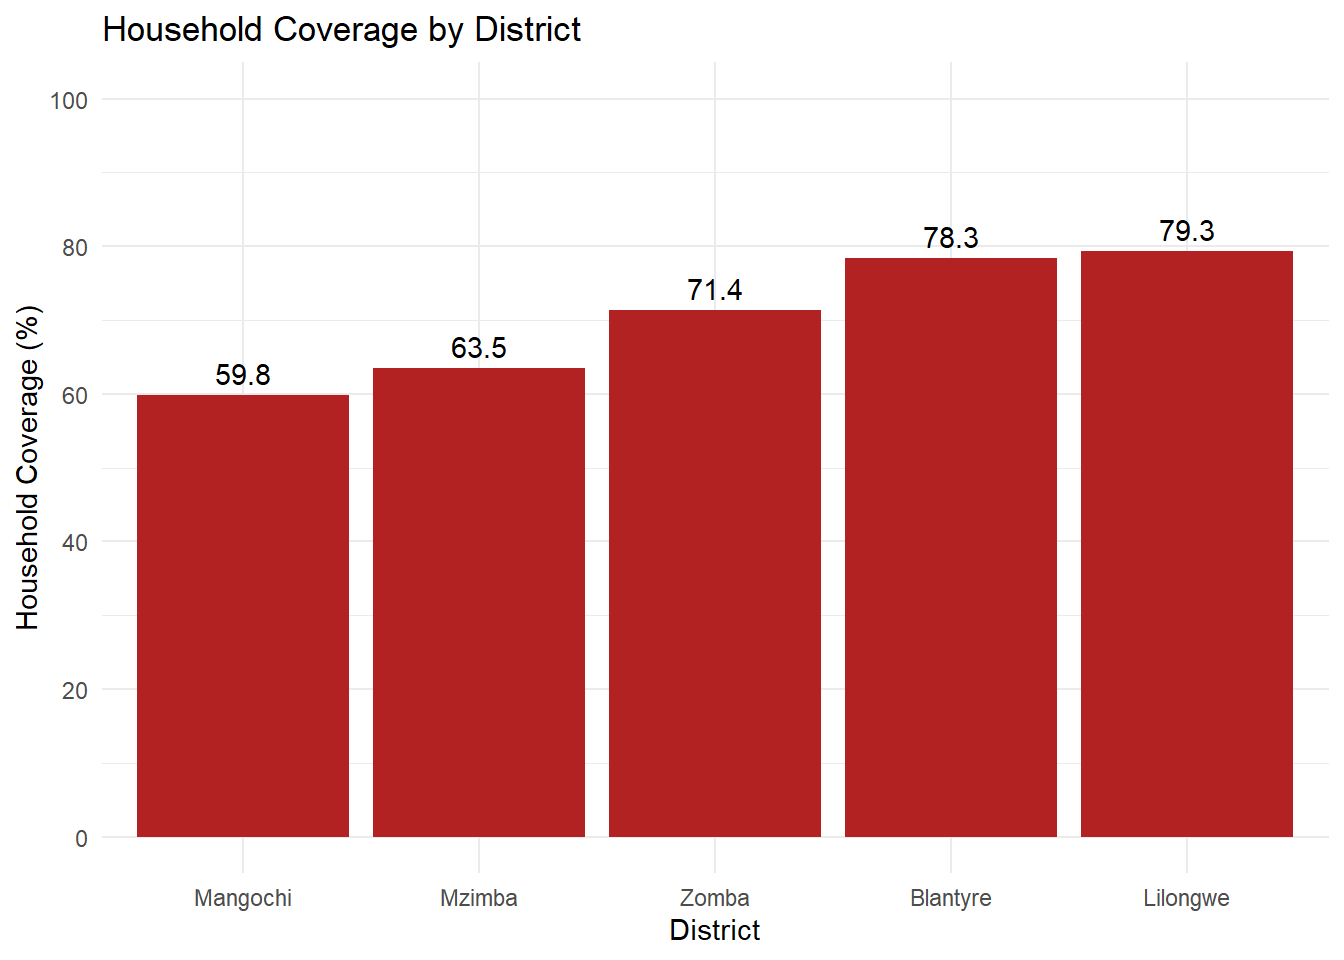 Household Coverage by District
Household Coverage (%)
100
80
60
40
20
0
59.8
63.5
71.4
78.3
79.3
Mangochi
Mzimba
Zomba
Blantyre
Lilongwe
District